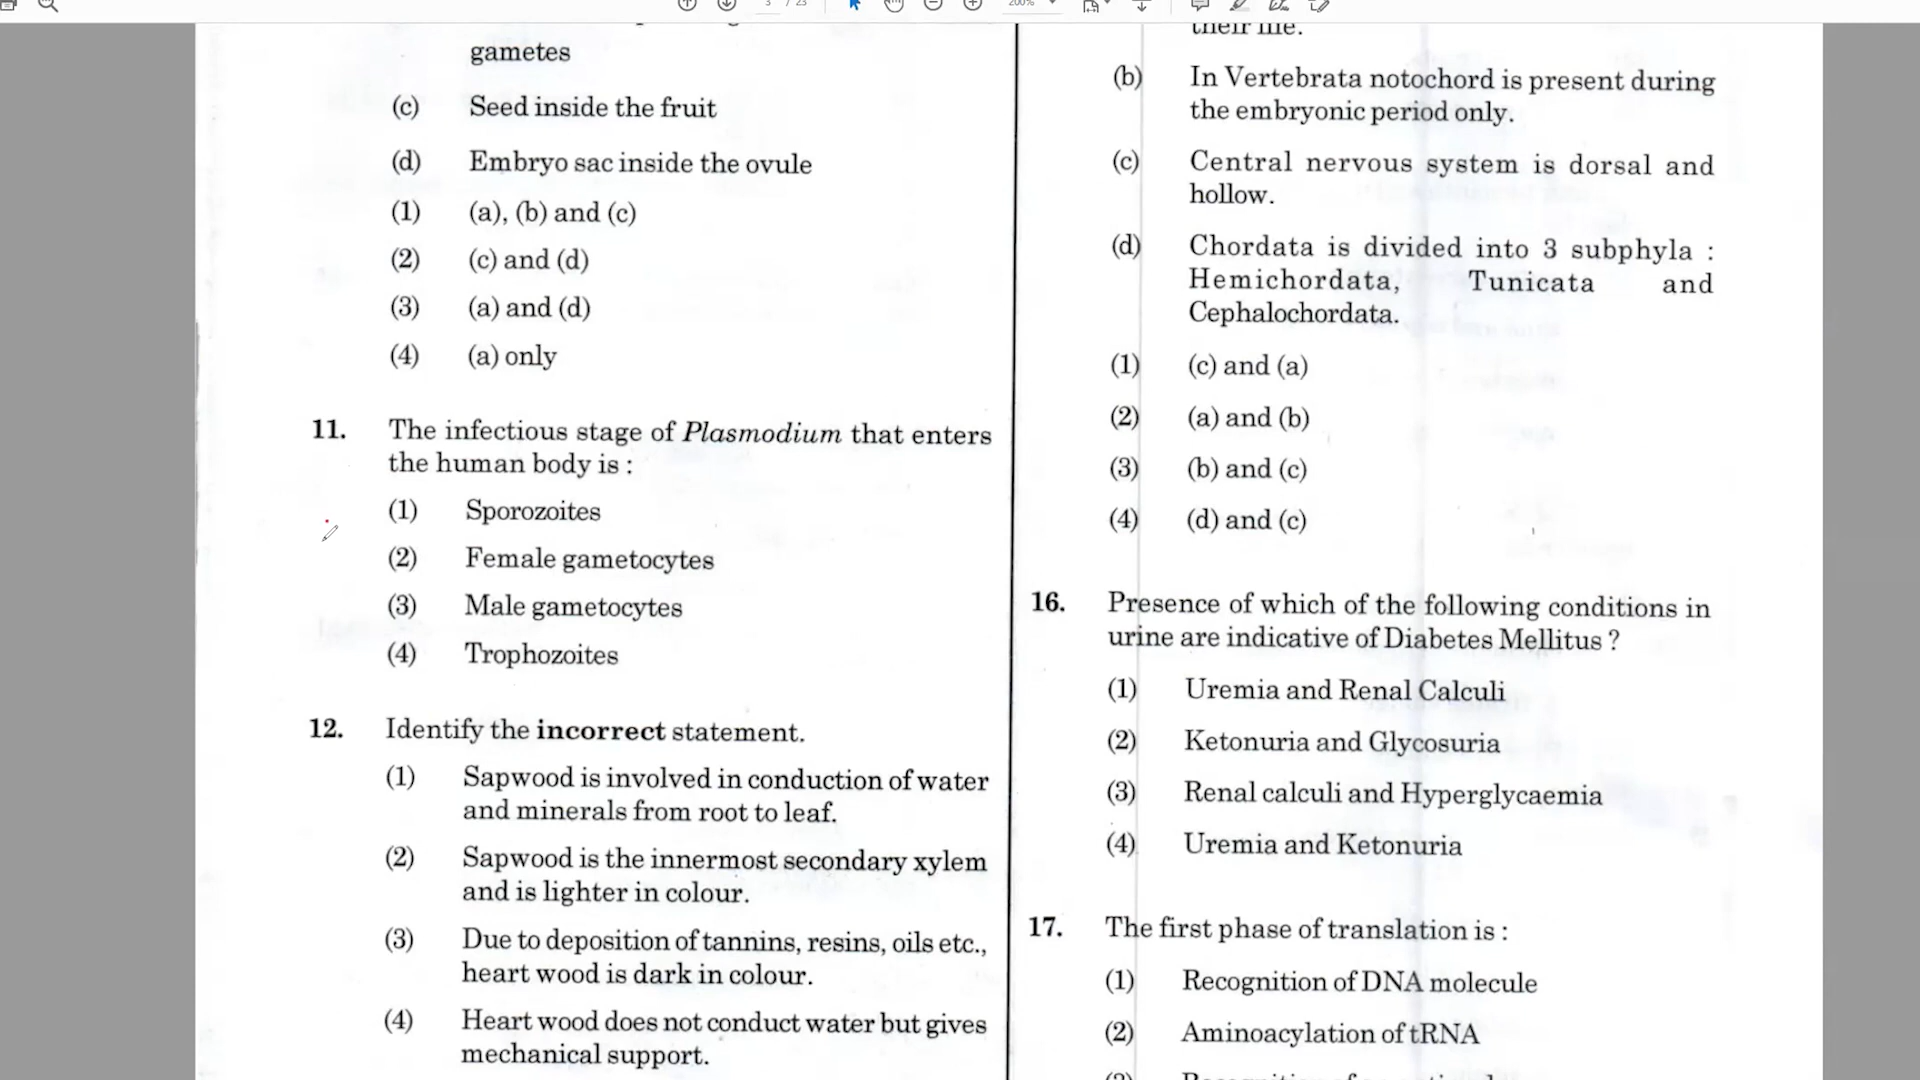 3 / 23
200%
gametes
(c) Seed inside the fruit
(d) Embryo sac inside the ovule
(1) (a), (b) and (c)
(2) (c) and (d)
(3) (a) and (d)
(4) (a) only
11. The infectious stage of Plasmodium that enters
the human body is :
(1) Sporozoites
(2) Female gametocytes
(3) Male gametocytes
(4) Trophozoites
12. Identify the incorrect statement.
(1) Sapwood is involved in conduction of water
and minerals from root to leaf.
(2) Sapwood is the innermost secondary xylem
and is lighter in colour.
(3) Due to deposition of tannins, resins, oils etc.,
heart wood is dark in colour.
(4) Heart wood does not conduct water but gives
mechanical support.
their life.
(b) In Vertebrata notochord is present during
the embryonic period only.
(c) Central nervous system is dorsal and
hollow.
(d) Chordata is divided into 3 subphyla :
Hemichordata, Tunicata and
Cephalochordata.
(1) (c) and (a)
(2) (a) and (b)
(3) (b) and (c)
(4) (d) and (c)
16. Presence of which of the following conditions in
urine are indicative of Diabetes Mellitus ?
(1) Uremia and Renal Calculi
(2) Ketonuria and Glycosuria
(3) Renal calculi and Hyperglycaemia
(4) Uremia and Ketonuria
17. The first phase of translation is :
(1) Recognition of DNA molecule
(2) Aminoacylation of tRNA